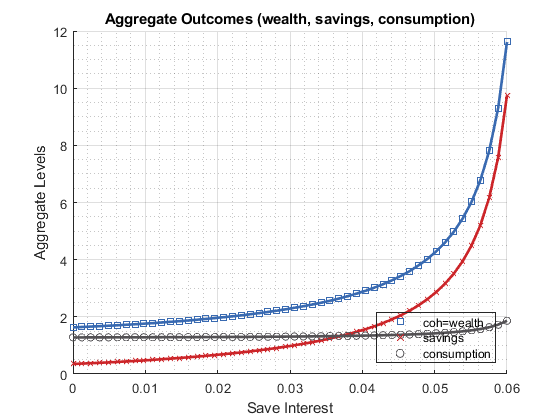 Aggregate Outcomes (wealth, savings, consumption)
12
10
8
6
4
2
0
Aggregate Levels
coh=wealth
savings
consumption
0 0.01 0.02 0.03 0.04 0.05 0.06
Save Interest